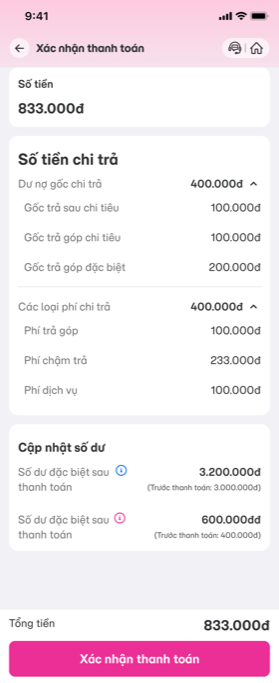 9:41
Xác nhận thanh toán
Số tiền
833.000đ
Số tiền chi trả
Dư nợ gốc chi trả 400.000đ
Gốc trả sau chi tiêu 100.000đ
Gốc trả góp chi tiêu 100.000đ
Gốc trả góp đặc biệt 200.000đ
Các loại phí chi trả 400.000đ
Phí trả góp 100.000đ
Phí chậm trả 233.000đ
Phí dịch vụ 100.000đ
Cập nhật số dư
Số dư đặc biệt sau 3.200.000đ
thanh toán (Trước thanh toán: 3.000.000đ)
Số dư đặc biệt sau 600.000đđ
thanh toán (Trước thanh toán: 400.000đ)
Tổng tiền 833.000đ
Xác nhận thanh toán